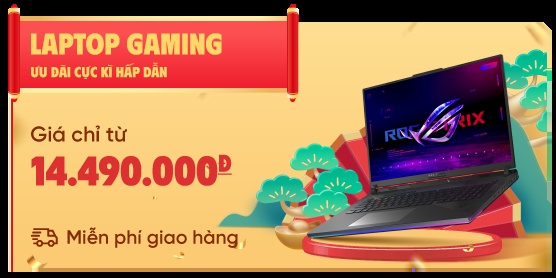 LAPTOP GAMING
ƯU ĐÃI CỰC KÌ HẤP DẪN
Giá chỉ từ
14.490.000Đ
Miễn phí giao hàng